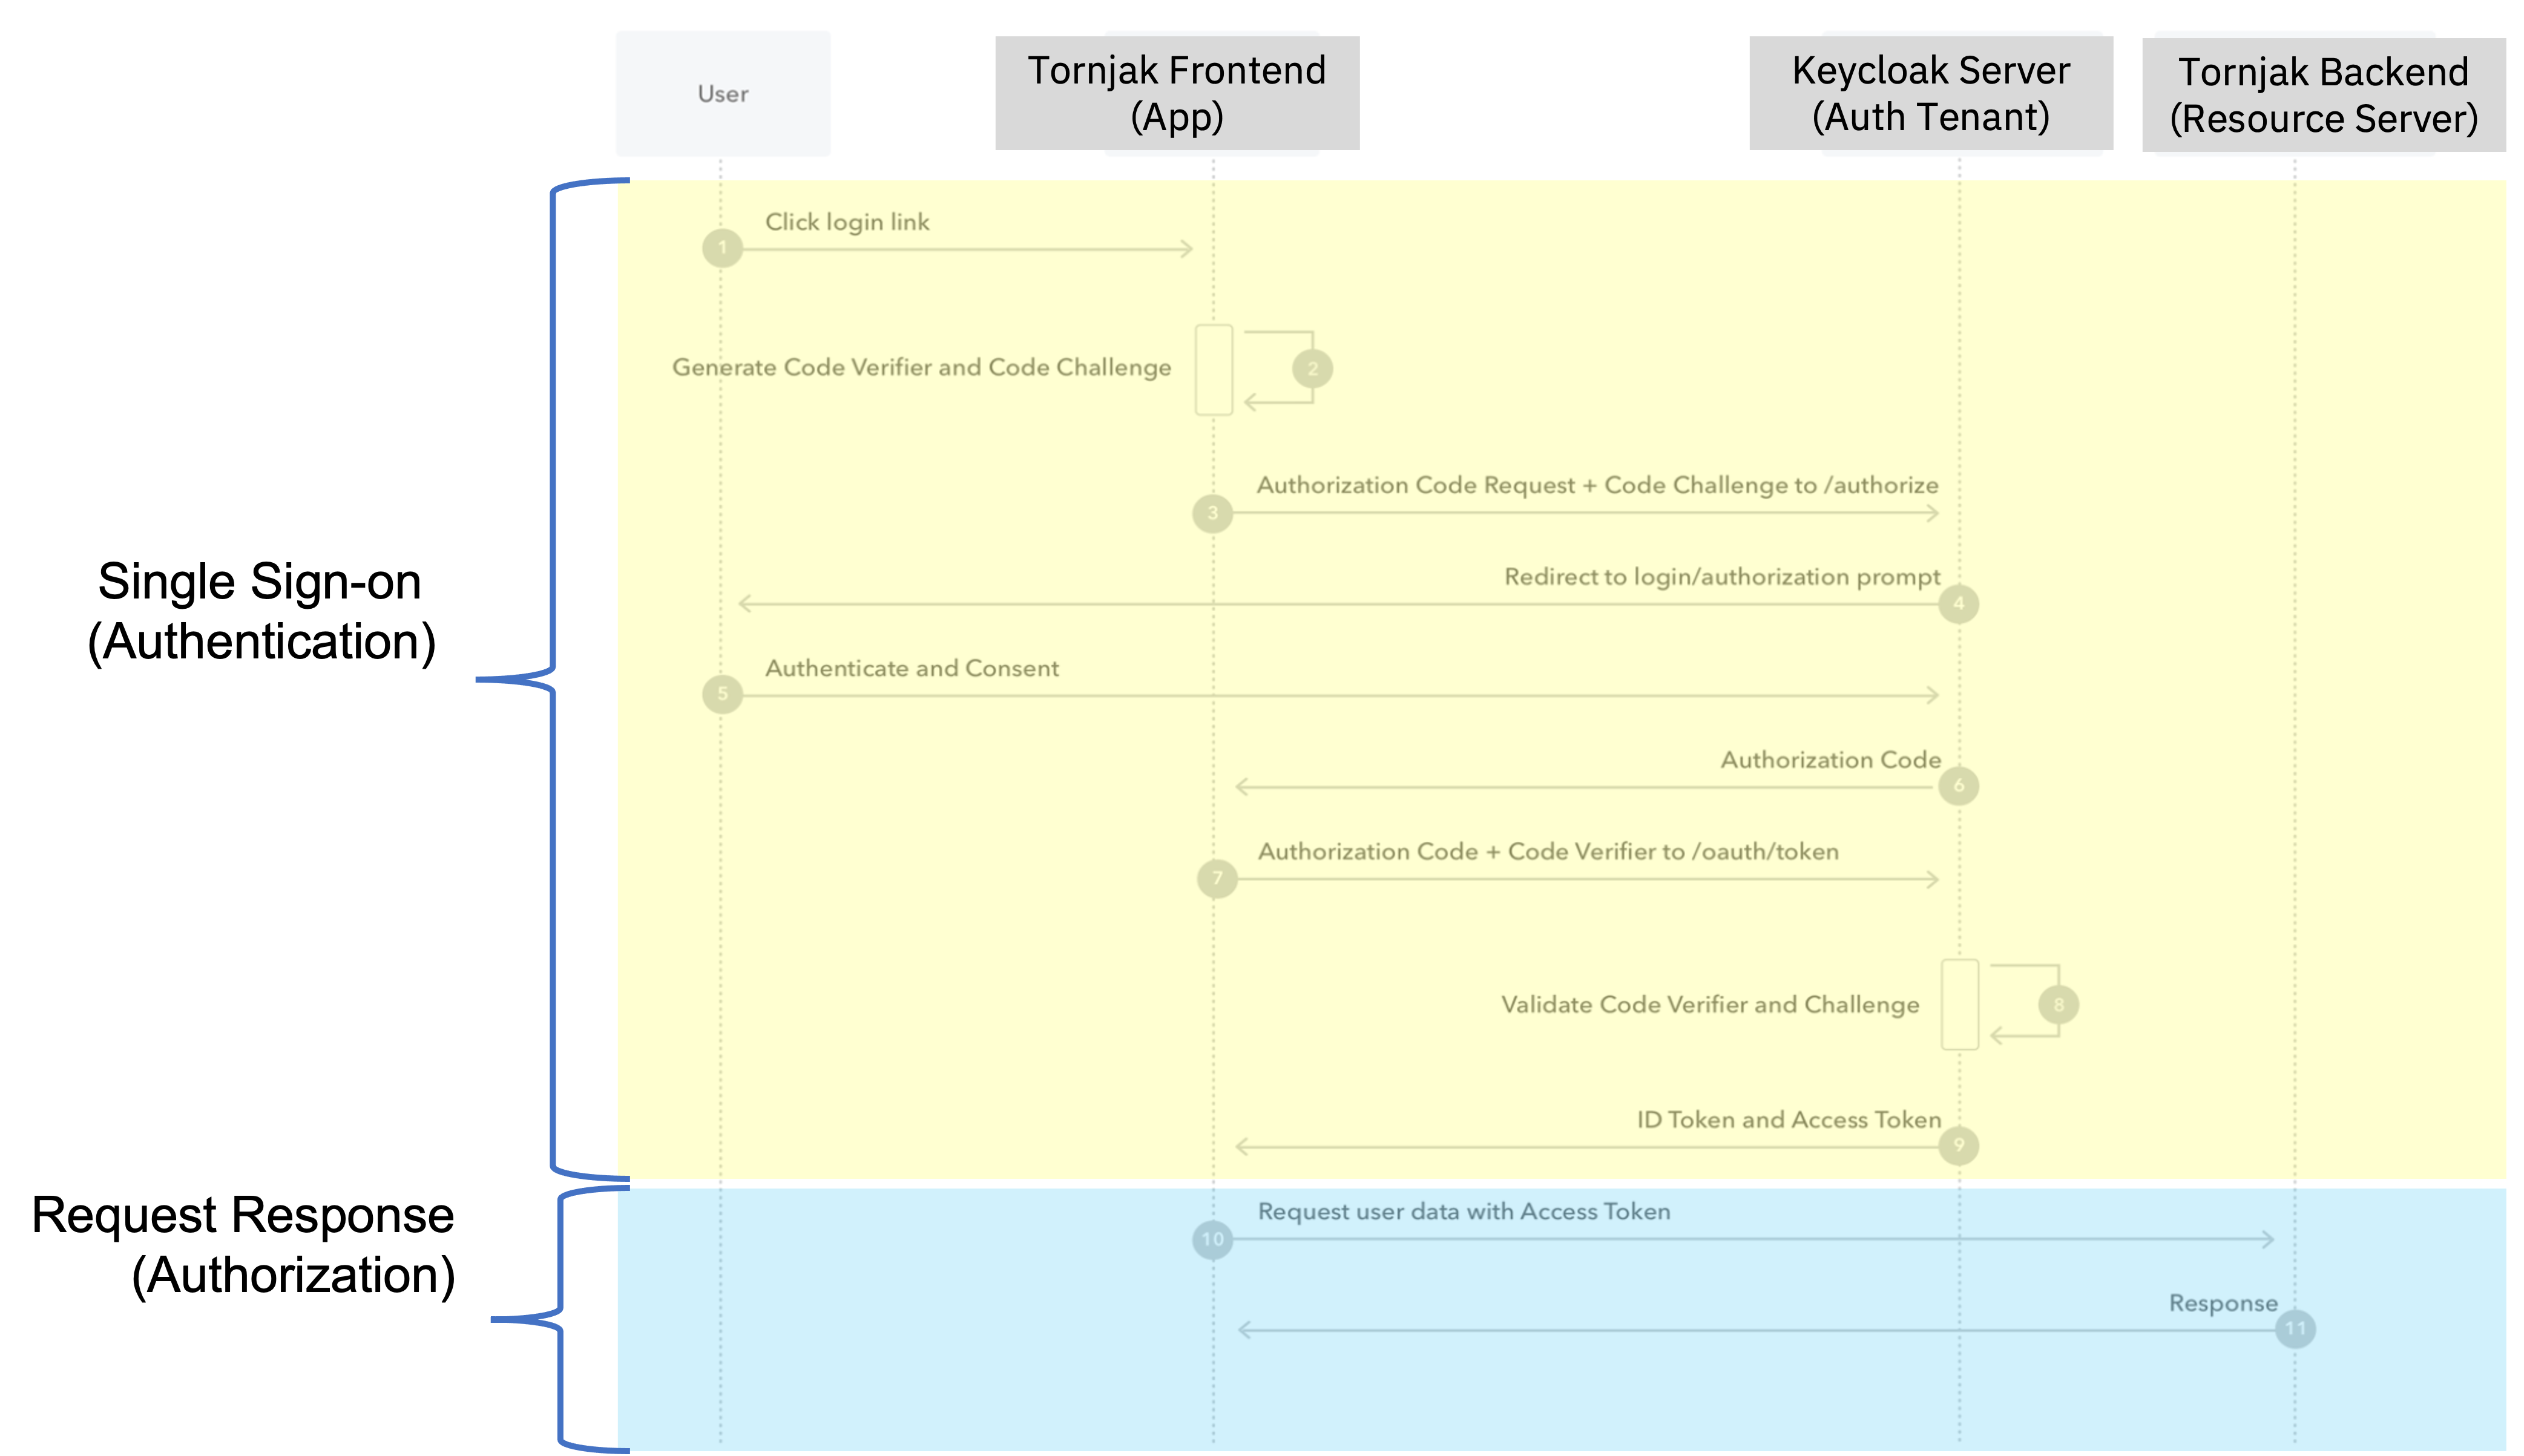 User
Tornjak Frontend
(App)
Keycloak Server
(Auth Tenant)
Tornjak Backend
(Resource Server)
Click login link
1
Generate Code Verifier and Code Challenge
2
Authorization Code Request + Code Challenge to /authorize
3
Redirect to login/authorization prompt
4
Single Sign-on
(Authentication)
Authenticate and Consent
5
Authorization Code
6
Authorization Code + Code Verifier to /oauth/token
7
Validate Code Verifier and Challenge
8
ID Token and Access Token
9
Request Response
(Authorization)
Request user data with Access Token
10
Response
11